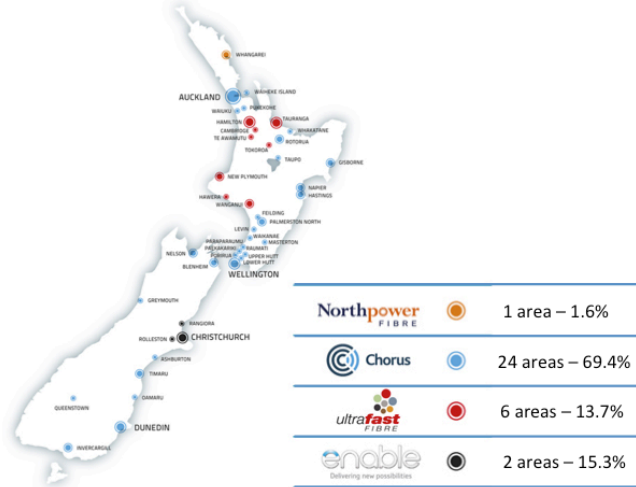 WHANGAREI
WAIHEKE ISLAND
AUCKLAND
PUKEKOHE
WAIUKU
HAMILTON
TAURANGA
CAMBRIDGE
WHAKATANE
TE AWAMUTU
ROTORUA
TOKOROA
TAUPO
GISBORNE
NEW PLYMOUTH
NAPIER
HASTINGS
HAWERA
WANGANUI
FEILDING
PALMERSTON NORTH
LEVIN
WAIKANAE
PARAPARAUMU
MASTERTON
PAEKAKARIKI
RAUMATI
NELSON
PORIRUA
UPPER HUTT
LOWER HUTT
BLENHEIM
WELLINGTON
GREYMOUTH
RANGIORA
ROLLESTON
CHRISTCHURCH
ASHBURTON
TIMARU
QUEENSTOWN
OAMARU
DUNEDIN
INVERCARGILL
Northpower
FIBRE
1 area – 1.6%
Chorus
24 areas – 69.4%
ultrafast
FIBRE
6 areas – 13.7%
enable
Delivering new possibilities
2 areas – 15.3%